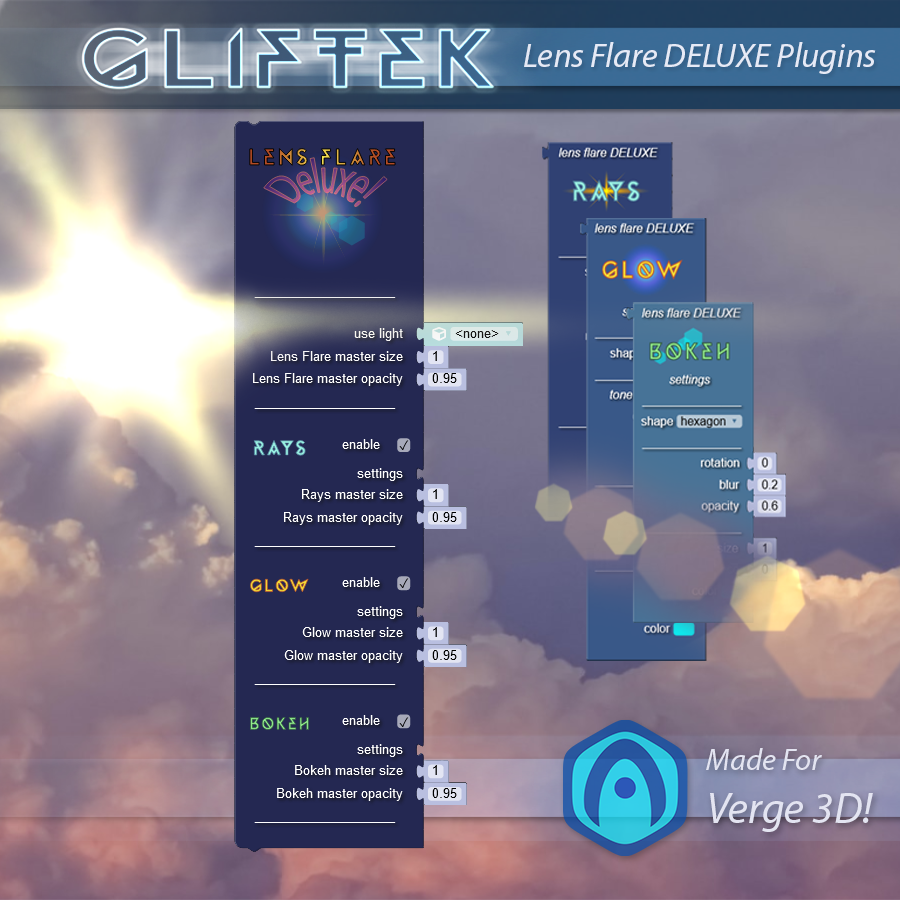 GLIFTEK
Lens Flare DELUXE Plugins
LENS FLARE
Deluxe!
use light <none>
Lens Flare master size 1
Lens Flare master opacity 0.95
RAYS enable
settings
Rays master size 1
Rays master opacity 0.95
GLOW enable
settings
Glow master size 1
Glow master opacity 0.95
BOKEH enable
settings
Bokeh master size 1
Bokeh master opacity 0.95
lens flare DELUXE
RAYS
lens flare DELUXE
GLOW
lens flare DELUXE
BOKEH
settings
shape hexagon
rotation 0
blur 0.2
opacity 0.6
size 1
0
color
Made For
Verge 3D!